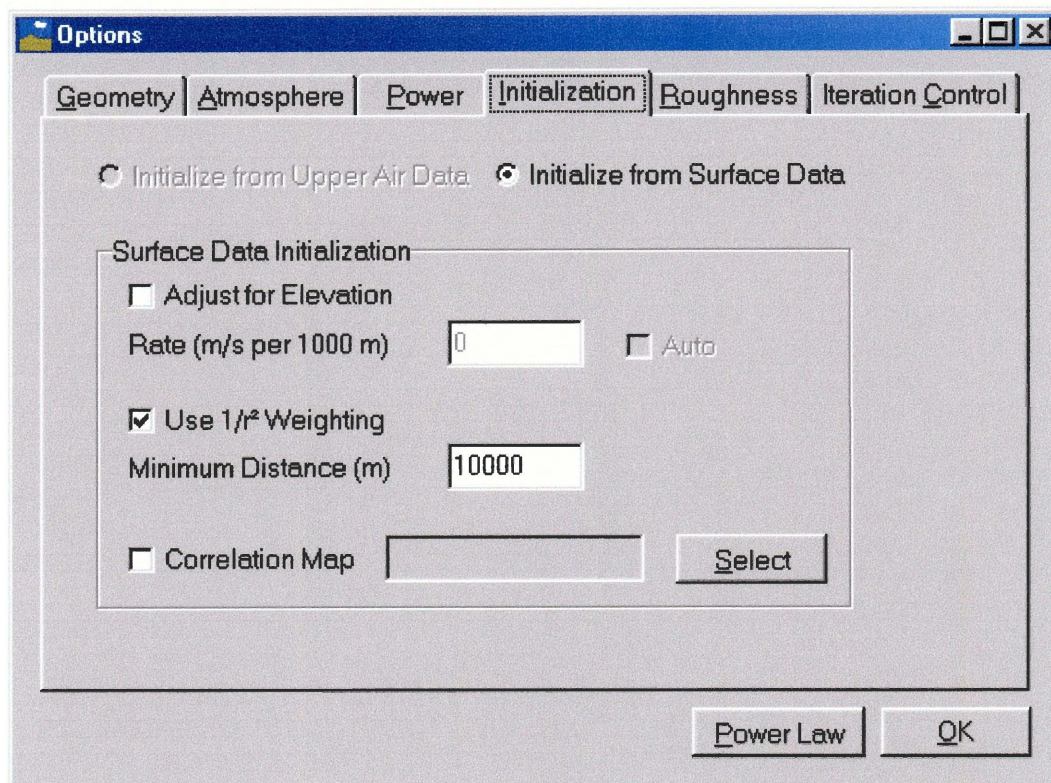 Options
Geometry Atmosphere Power Initialization Roughness Iteration Control
Initialize from Upper Air Data Initialize from Surface Data
Surface Data Initialization
Adjust for Elevation
Rate (m/s per 1000 m) 0 Auto
Use 1/r² Weighting
Minimum Distance (m) 10000
Correlation Map Select
Power Law OK